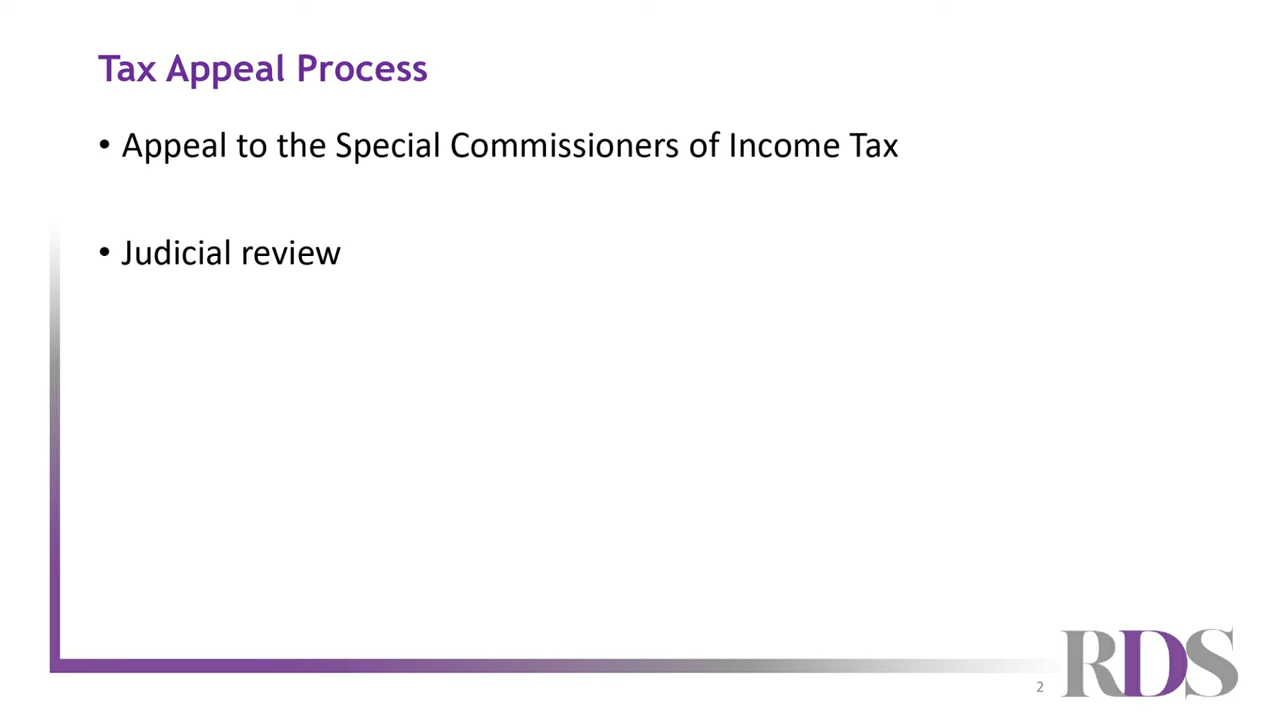 Tax Appeal Process
• Appeal to the Special Commissioners of Income Tax
• Judicial review
2
RDS